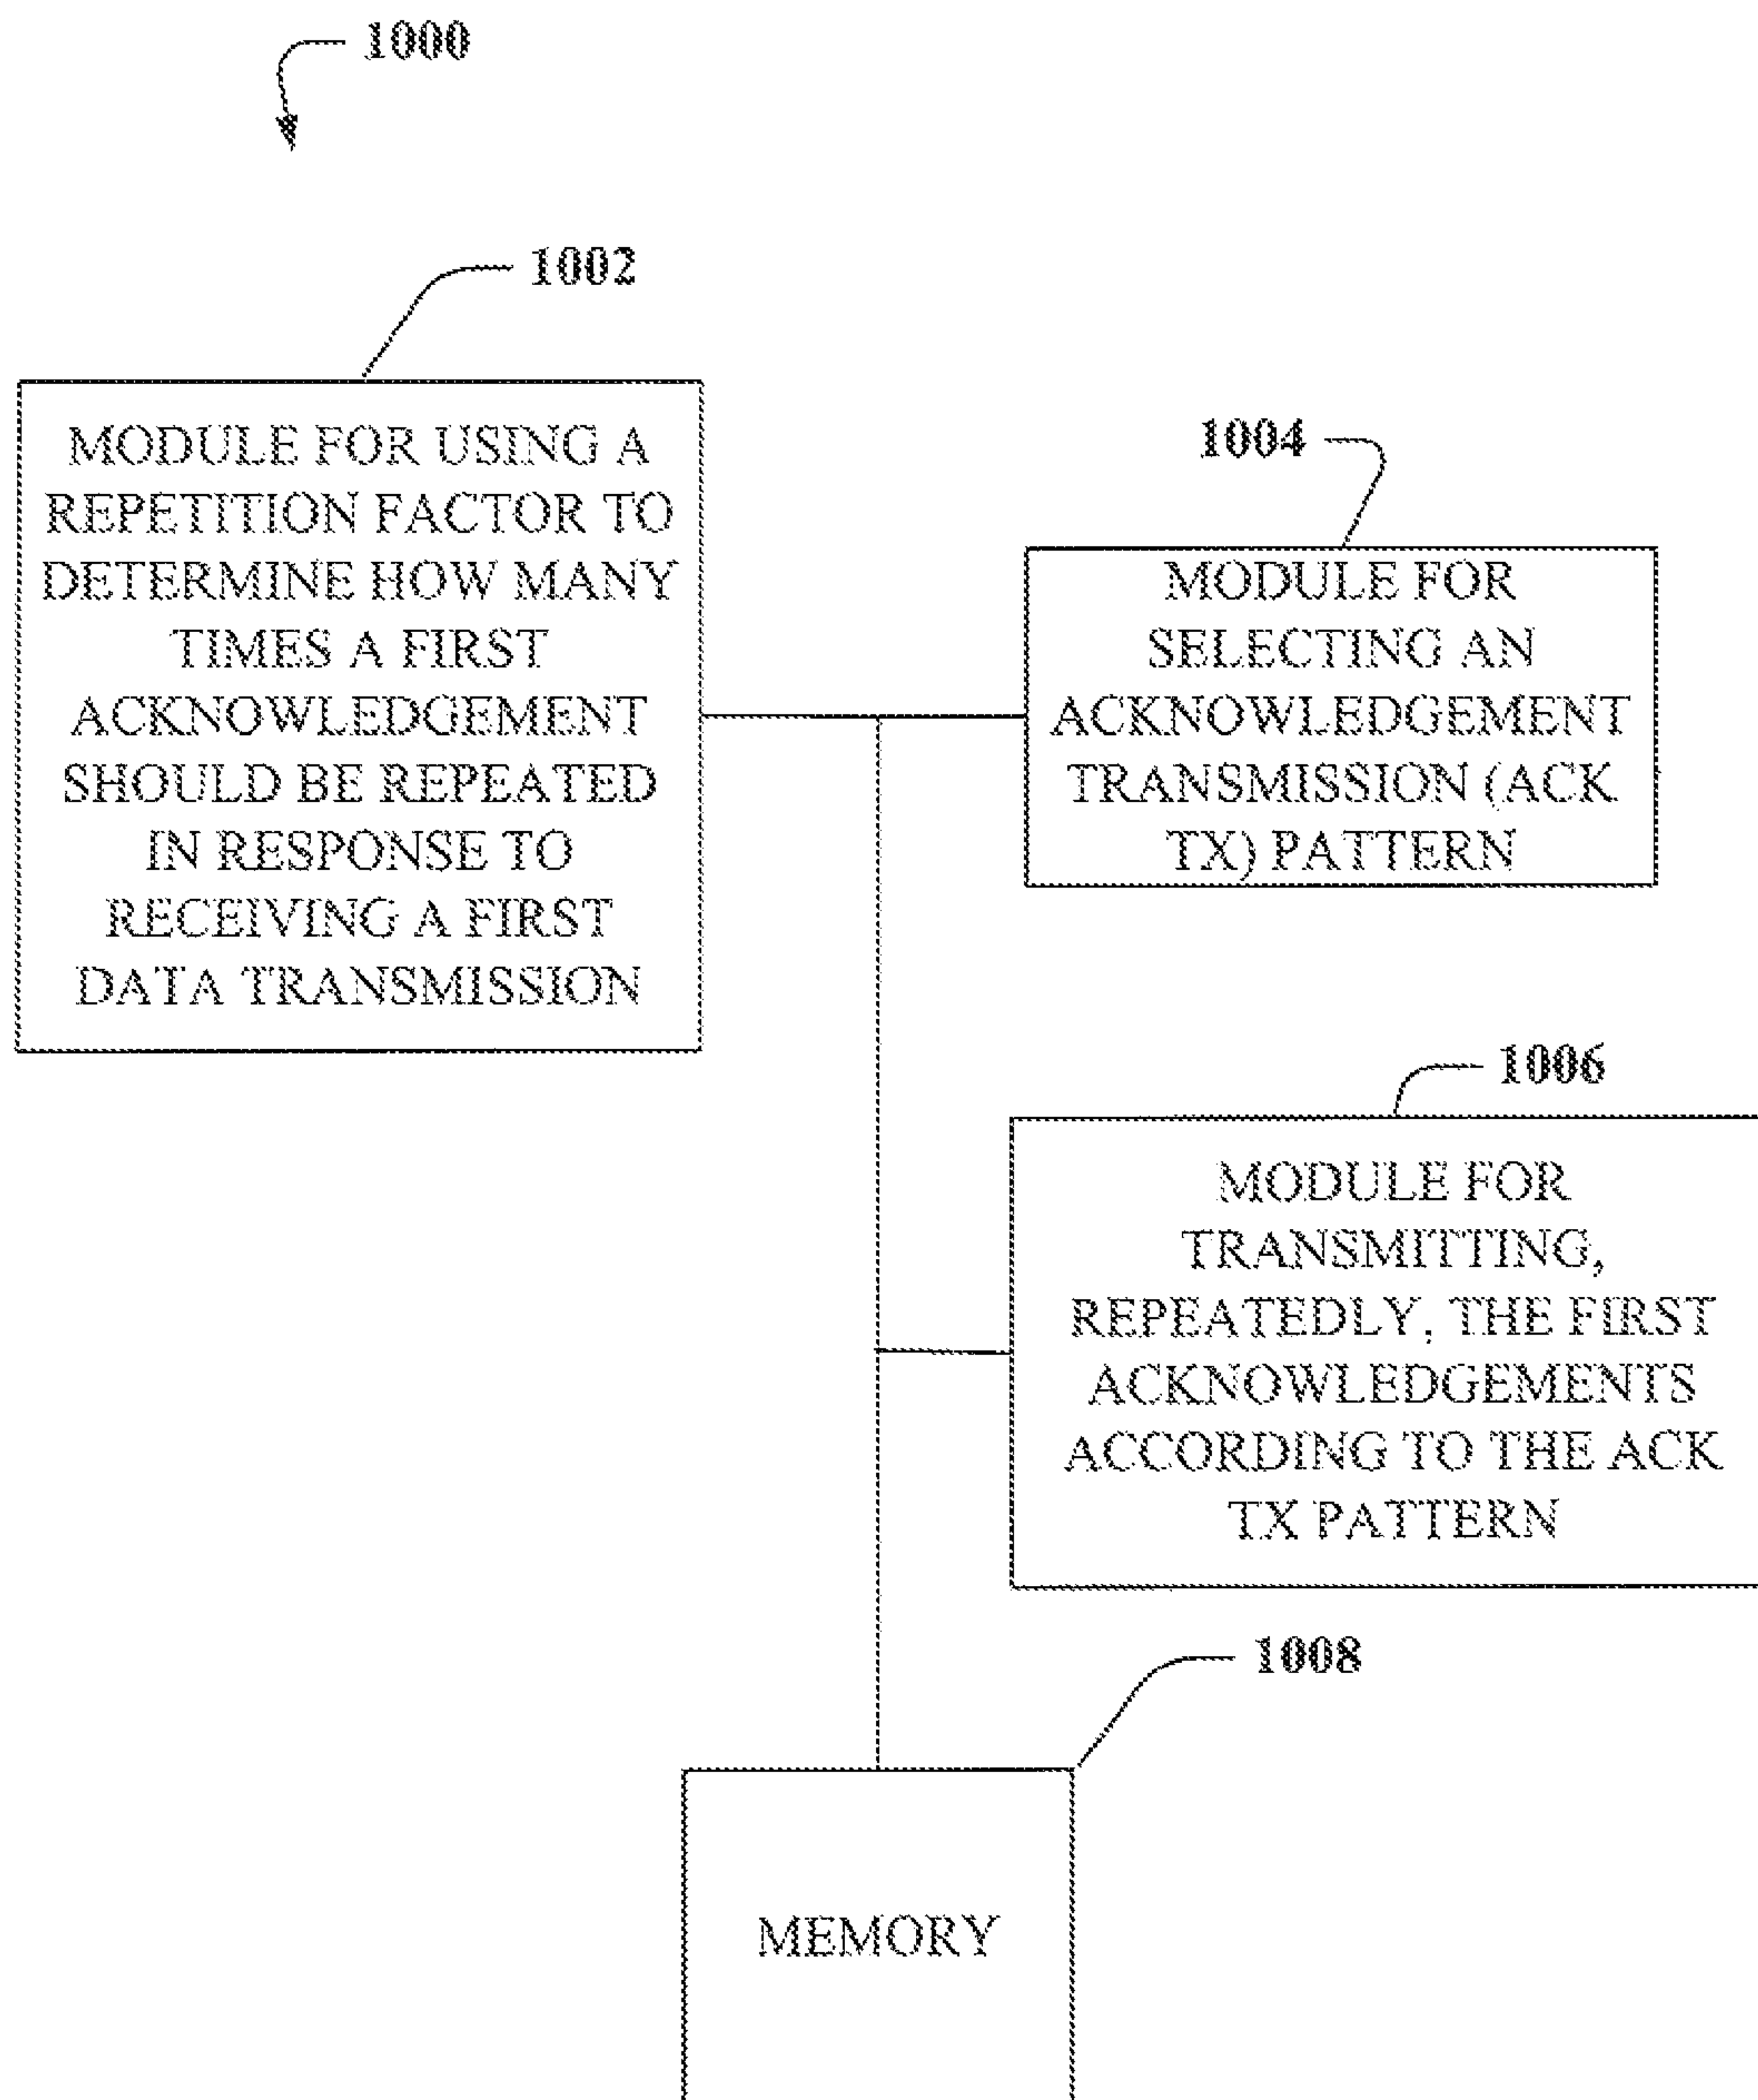 1000
1002
MODULE FOR USING A
REPETITION FACTOR TO
DETERMINE HOW MANY
TIMES A FIRST
ACKNOWLEDGEMENT
SHOULD BE REPEATED
IN RESPONSE TO
RECEIVING A FIRST
DATA TRANSMISSION
1004
MODULE FOR
SELECTING AN
ACKNOWLEDGEMENT
TRANSMISSION (ACK
TX) PATTERN
1006
MODULE FOR
TRANSMITTING,
REPEATEDLY, THE FIRST
ACKNOWLEDGEMENTS
ACCORDING TO THE ACK
TX PATTERN
1008
MEMORY